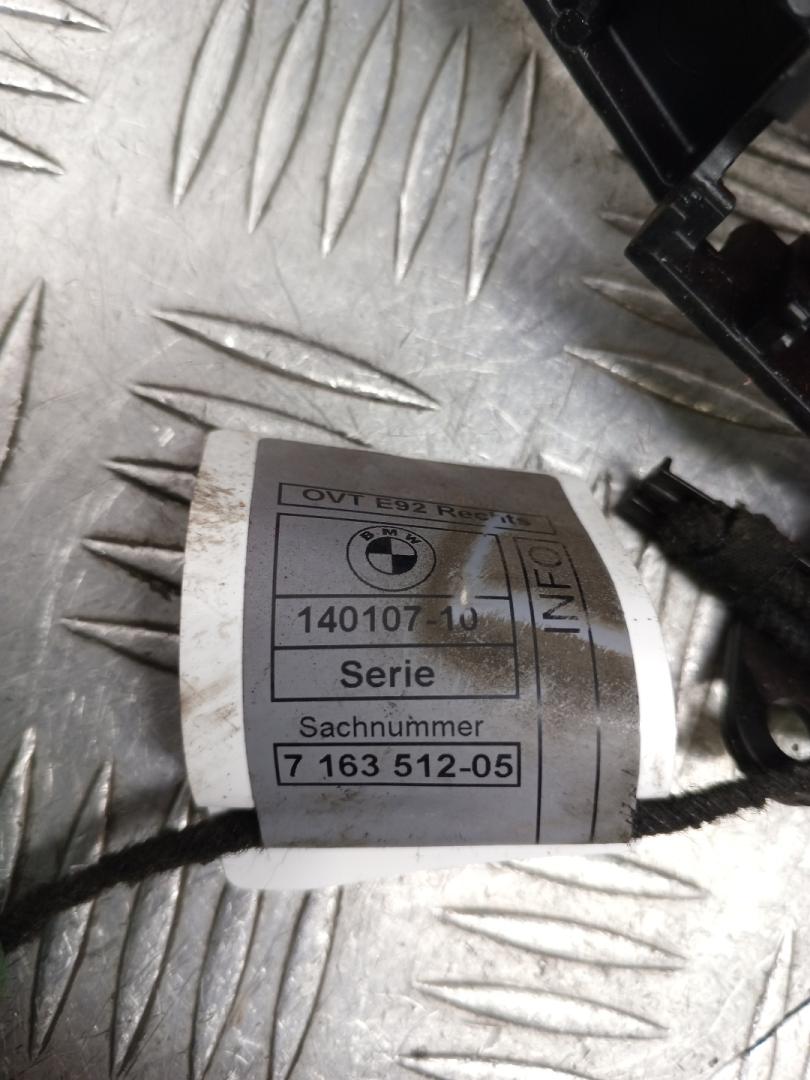 OVT E92 Rechts
BMW
140107-10
Serie
Sachnummer
7 163 512-05
INFO